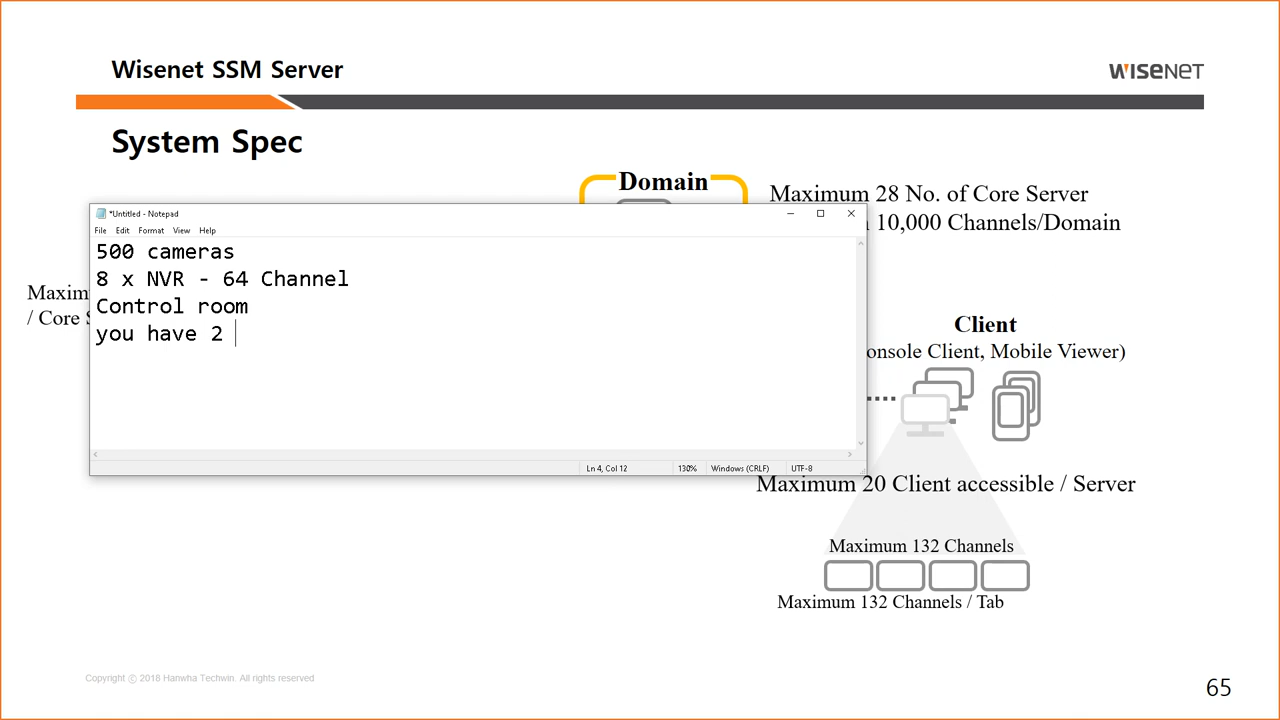 Wisenet SSM Server
WISENET
System Spec
Domain
Maximum 28 No. of Core Server
10,000 Channels/Domain
*Untitled - Notepad
File Edit Format View Help
500 cameras
8 x NVR - 64 Channel
Control room
you have 2
Ln 4, Col 12 130% Windows (CRLF) UTF-8
/ Core
Client
Client, Mobile Viewer)
Maximum 20 Client accessible / Server
Maximum 132 Channels
Maximum 132 Channels / Tab
Copyright ⓒ 2018 Hanwha Techwin. All rights reserved
65